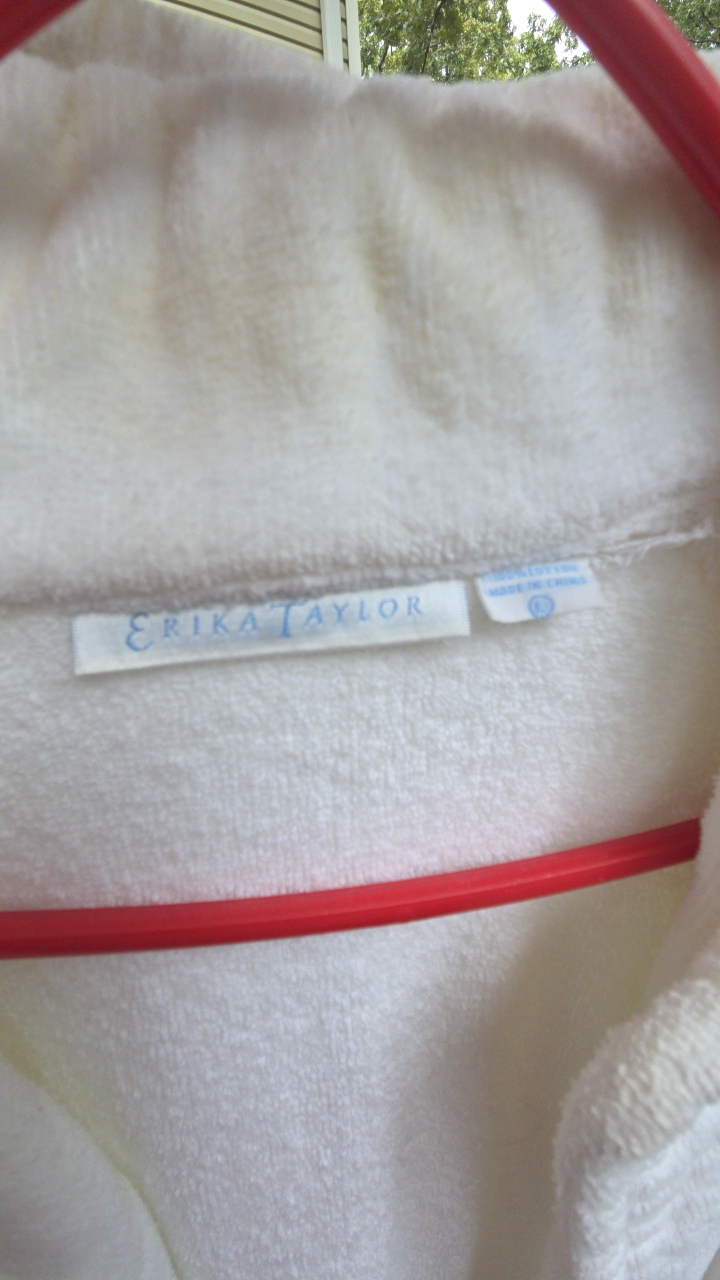 ERIKA TAYLOR
100% COTTON
MADE IN CHINA
L